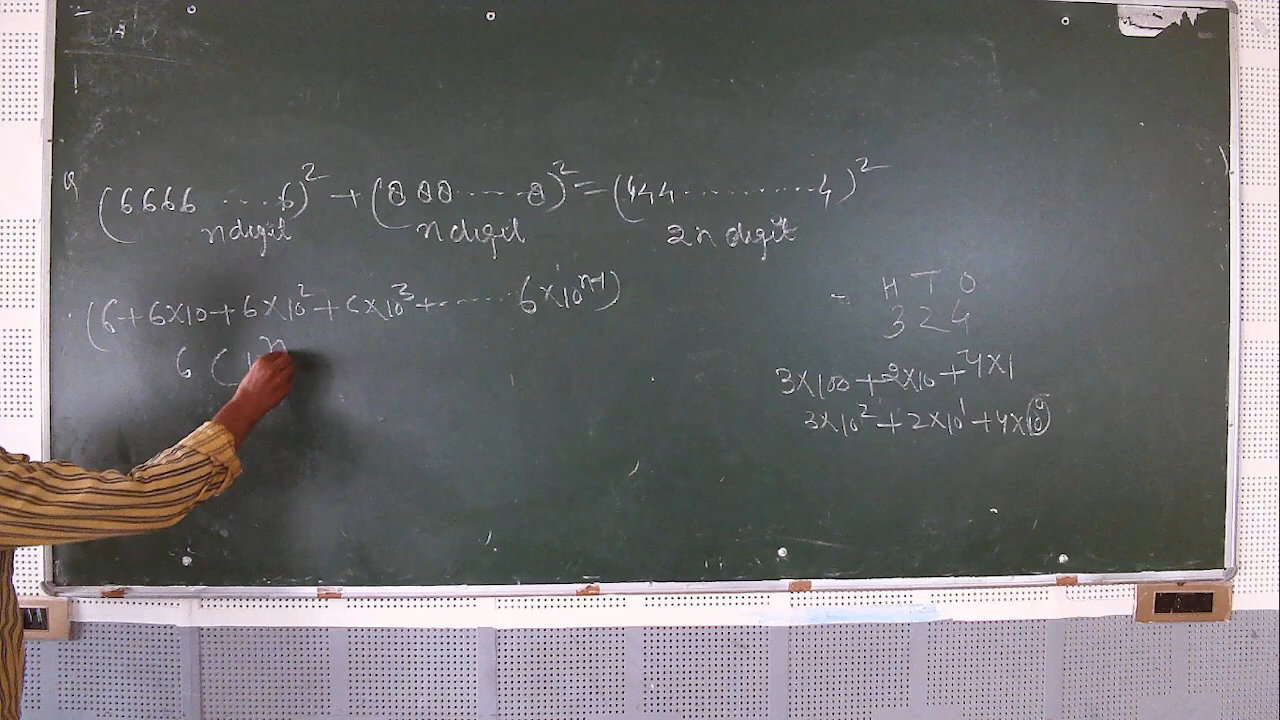 Q (6666 ....6)² + (888 ----- 8)² = (444 .......... 4)²
n digit n digit 2n digit
(6+6×10+6×10²+6×10³+...... 6×10ⁿ⁻¹)
6 (
H T O
3 2 4
3×100+2×10+4×1
3×10²+2×10¹+4×10⁰